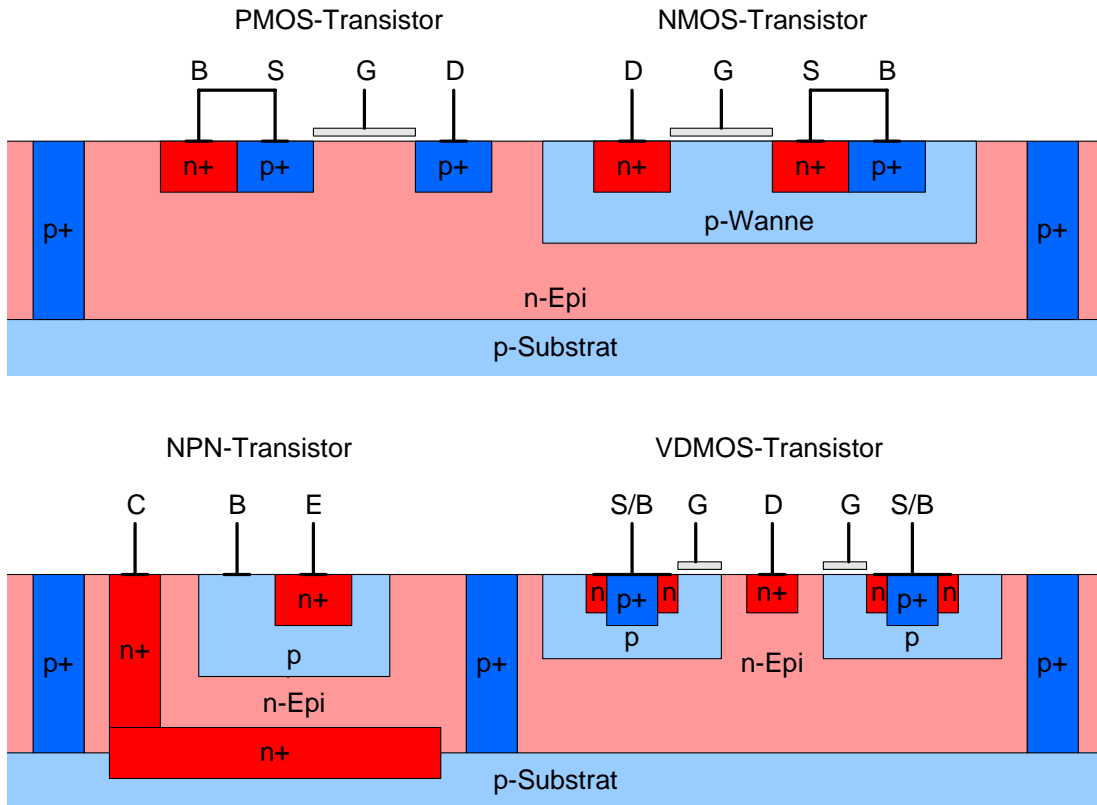 PMOS-Transistor NMOS-Transistor
B S G D D G S B
n+ p+ p+ n+ n+ p+
p+ p-Wanne p+
n-Epi
p-Substrat
NPN-Transistor VDMOS-Transistor
C B E S/B G D G S/B
n+ n p+ n n+ n p+ n
p+ n+ p p n-Epi p p+ p+
n-Epi
n+
p-Substrat